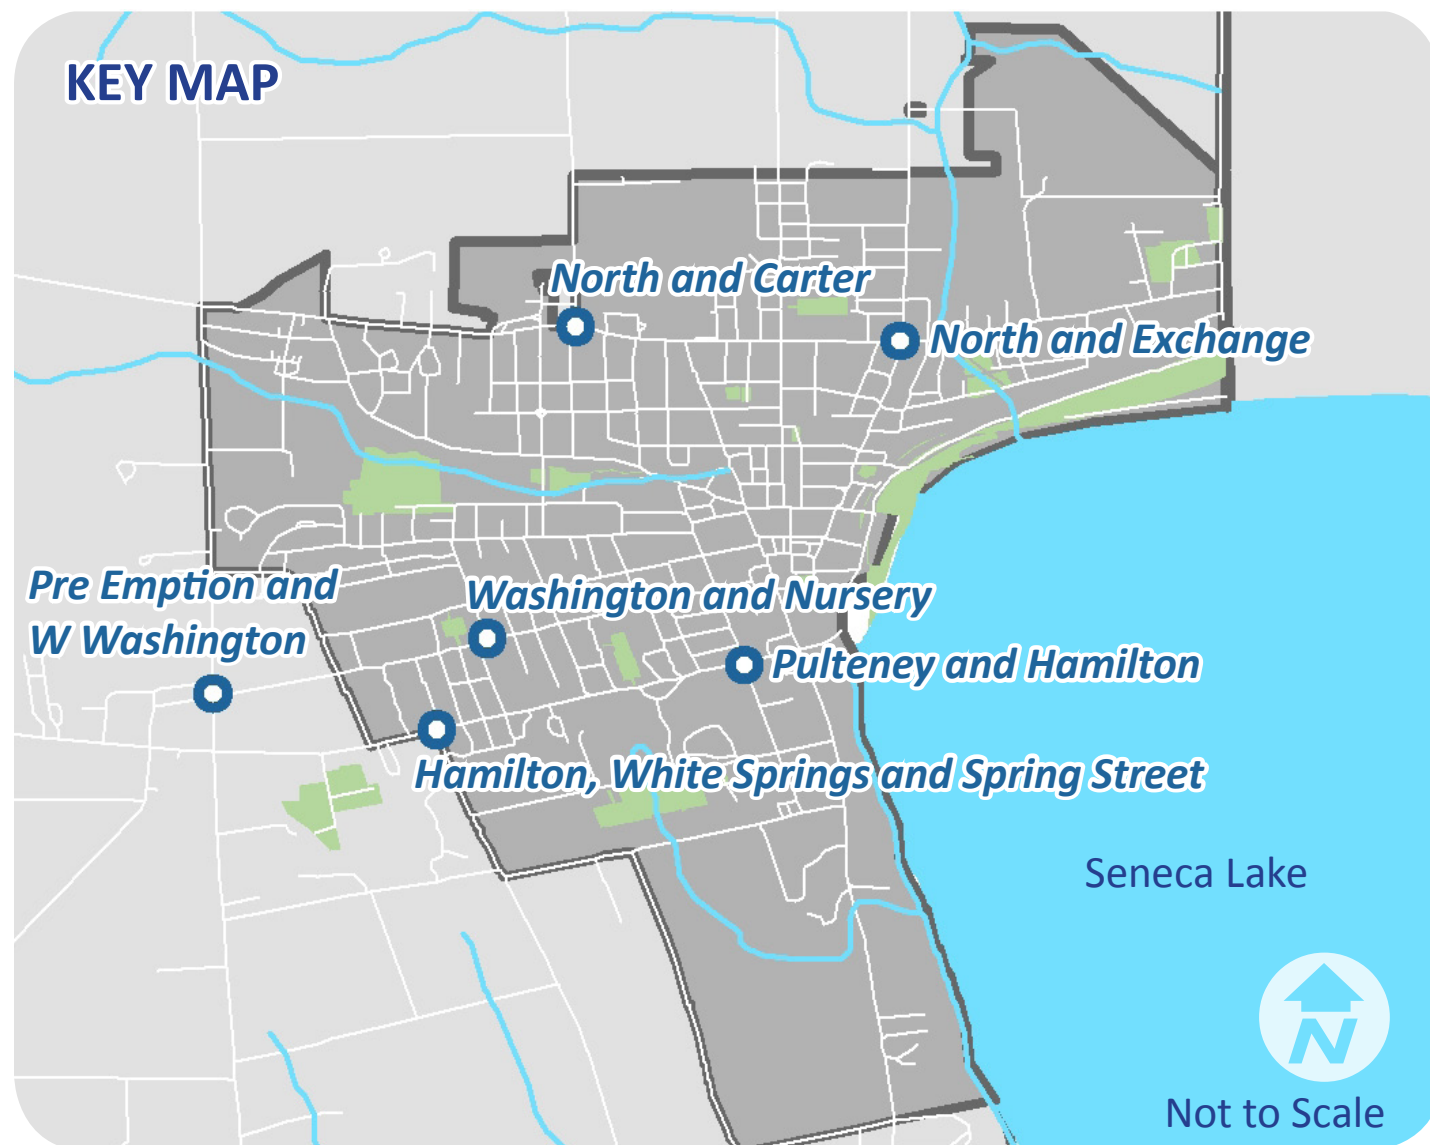 KEY MAP
North and Carter
North and Exchange
Pre Emption and
W Washington
Washington and Nursery
Pulteney and Hamilton
Hamilton, White Springs and Spring Street
Seneca Lake
N
Not to Scale